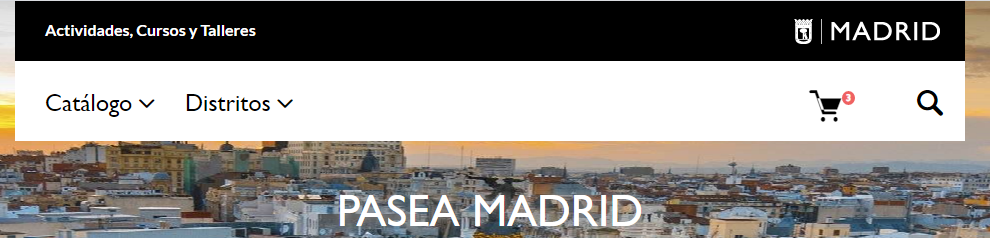 Actividades, Cursos y Talleres
MADRID
Catálogo
Distritos
3
PASEA MADRID